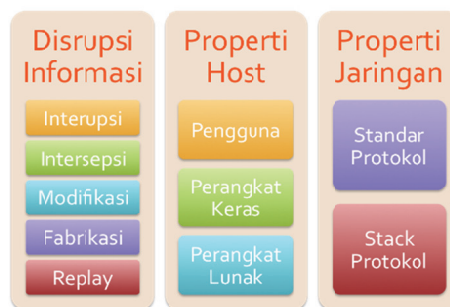 Disrupsi
Informasi
Interupsi
Intersepsi
Modifikasi
Fabrikasi
Replay
Properti
Host
Pengguna
Perangkat
Keras
Perangkat
Lunak
Properti
Jaringan
Standar
Protokol
Stack
Protokol